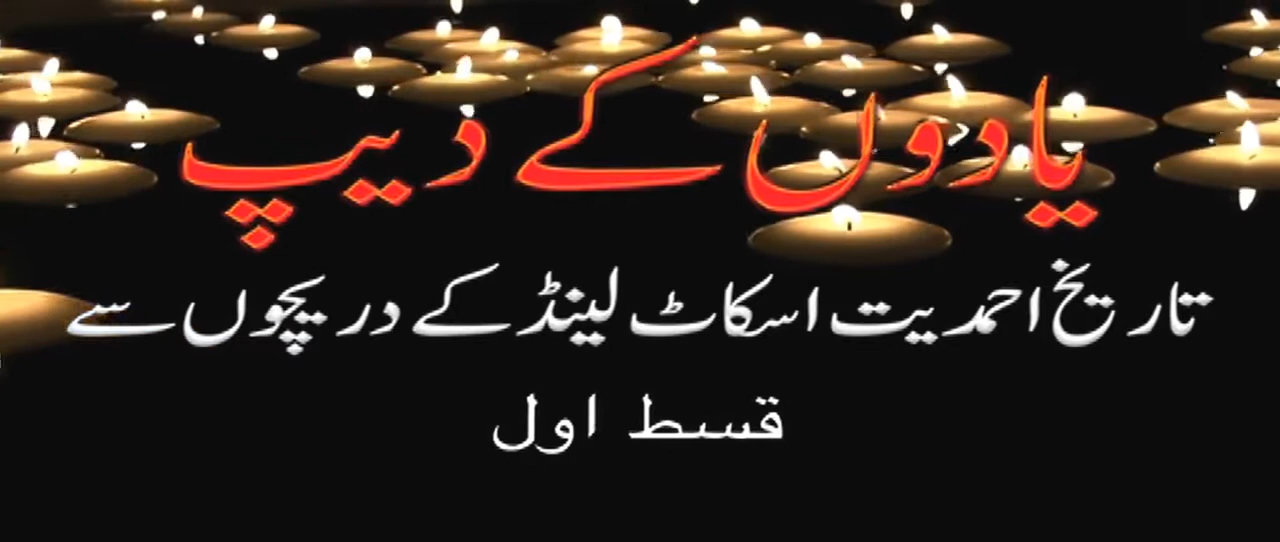 یادوں کے دیپ
تاریخ احمدیت اسکاٹ لینڈ کے دریچوں سے
قسط اول